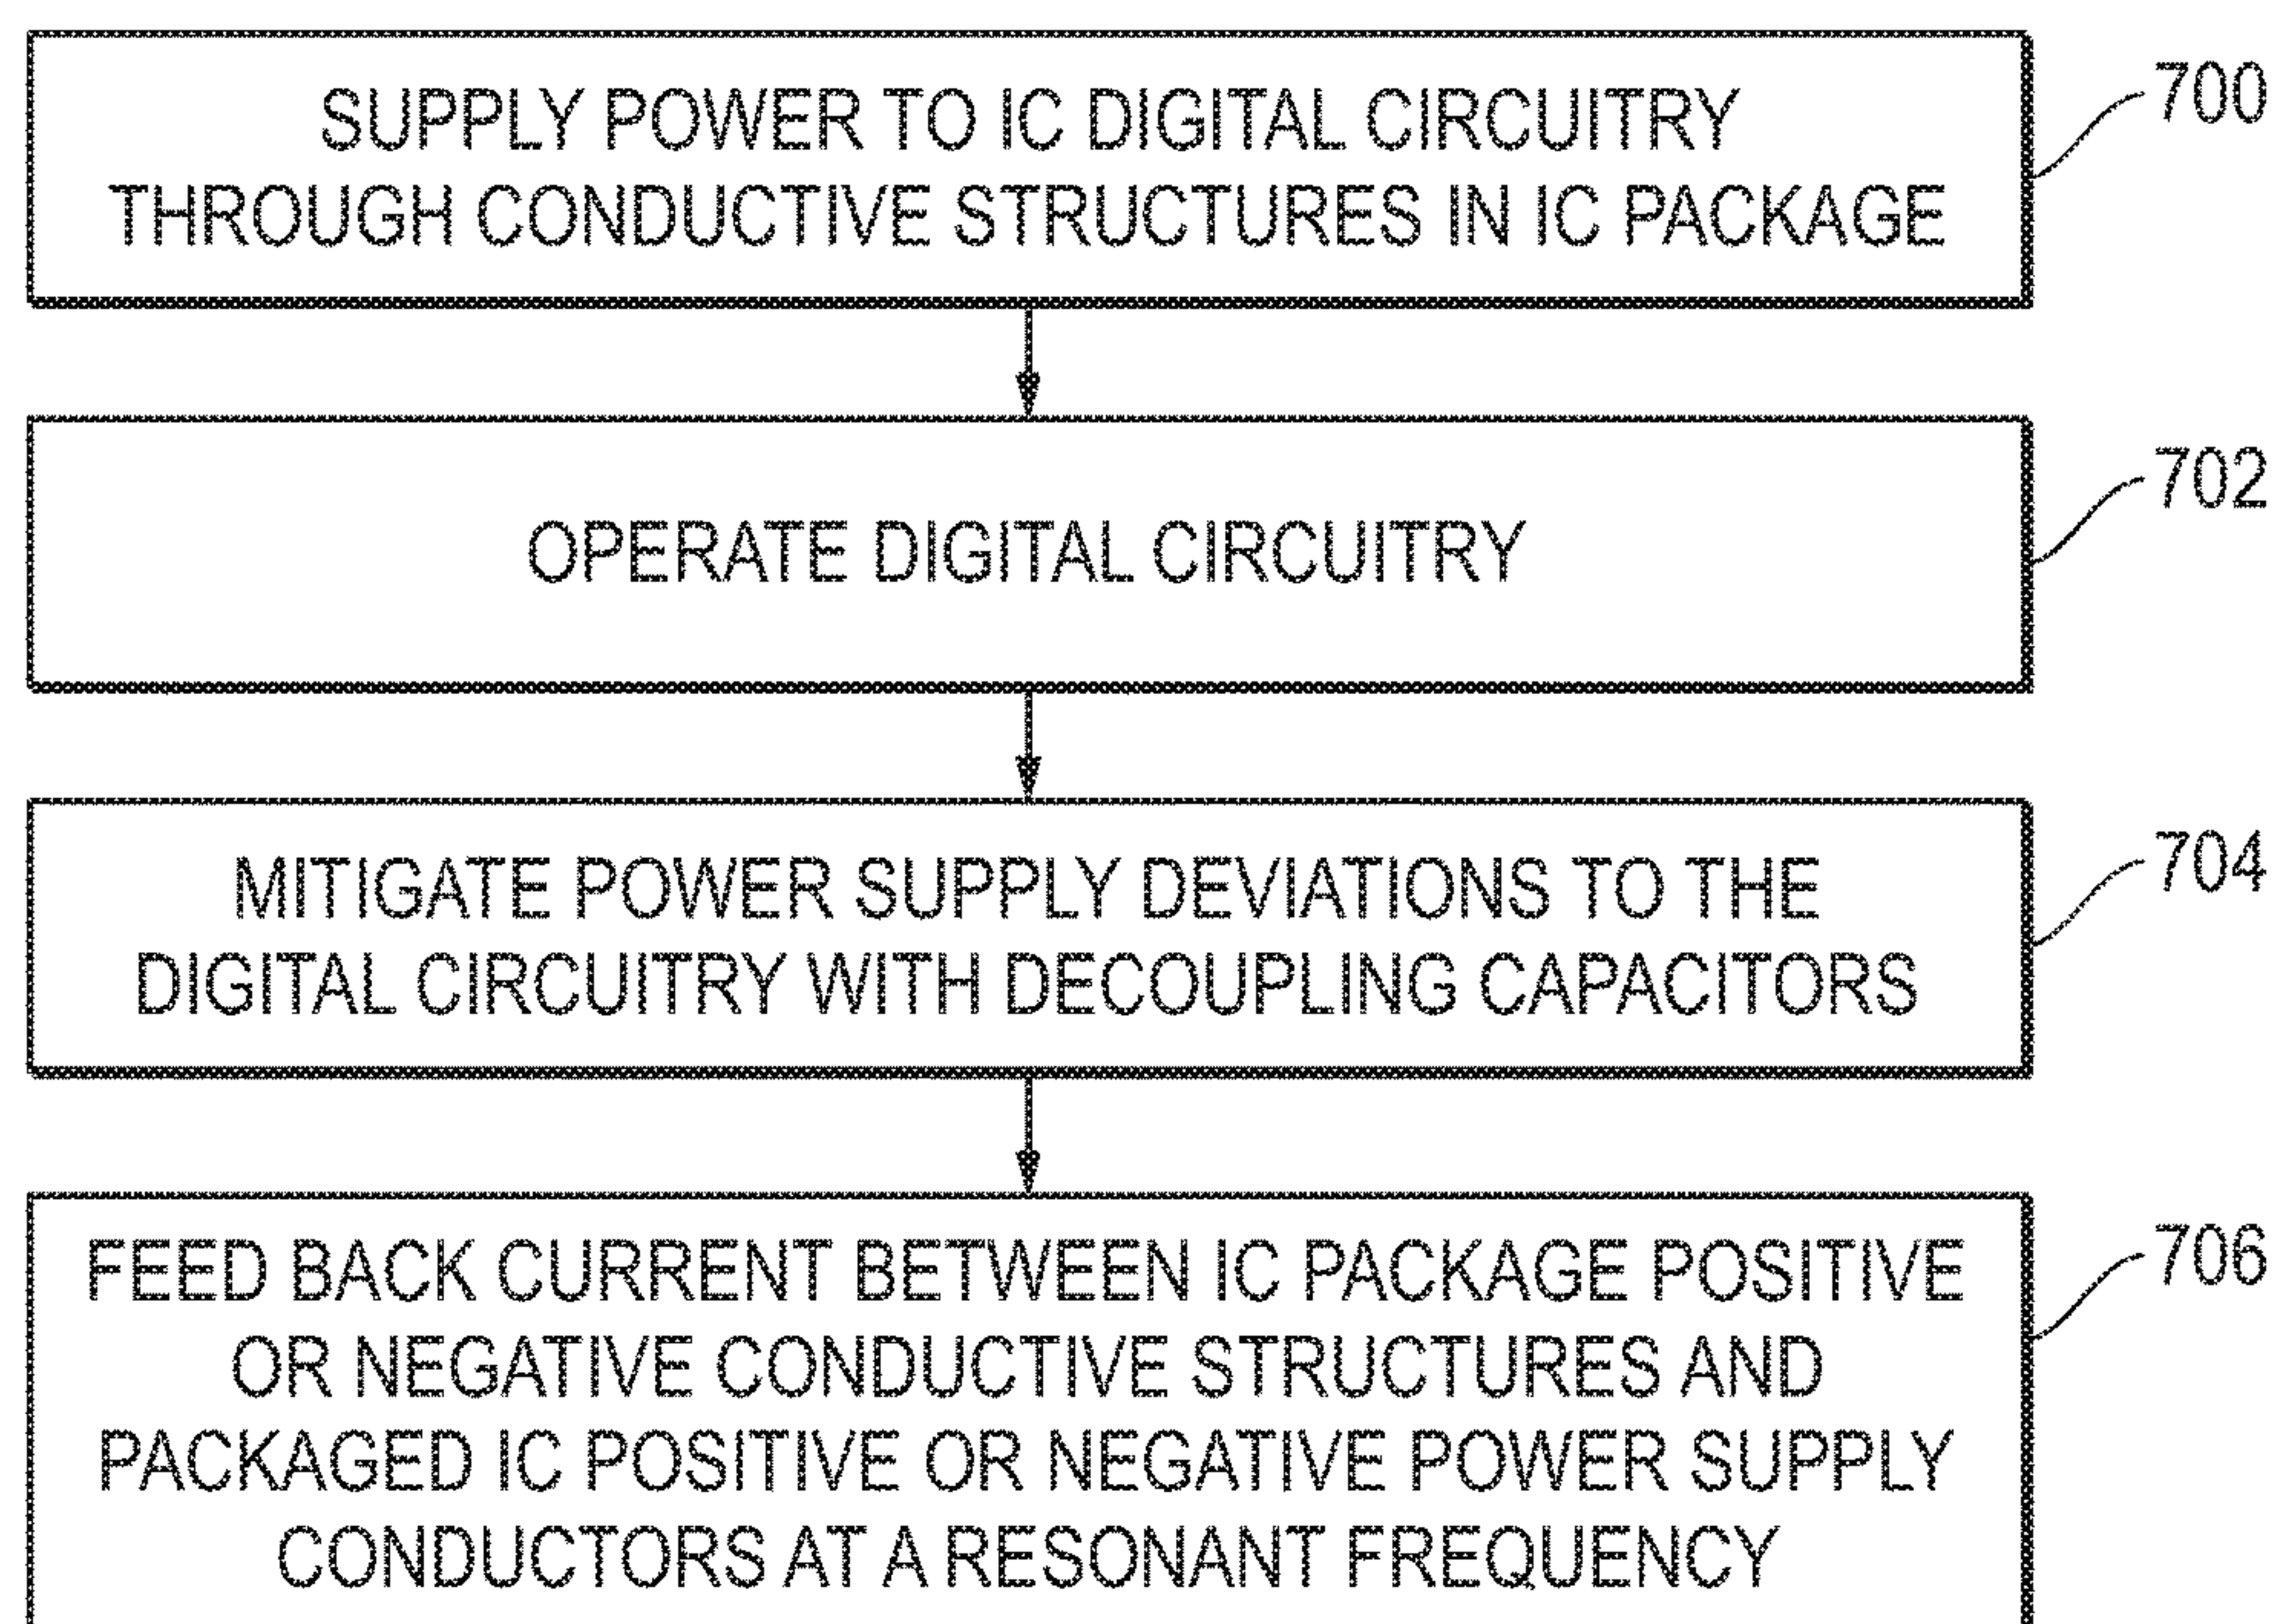 SUPPLY POWER TO IC DIGITAL CIRCUITRY
THROUGH CONDUCTIVE STRUCTURES IN IC PACKAGE
700
OPERATE DIGITAL CIRCUITRY
702
MITIGATE POWER SUPPLY DEVIATIONS TO THE
DIGITAL CIRCUITRY WITH DECOUPLING CAPACITORS
704
FEED BACK CURRENT BETWEEN IC PACKAGE POSITIVE
OR NEGATIVE CONDUCTIVE STRUCTURES AND
PACKAGED IC POSITIVE OR NEGATIVE POWER SUPPLY
CONDUCTORS AT A RESONANT FREQUENCY
706